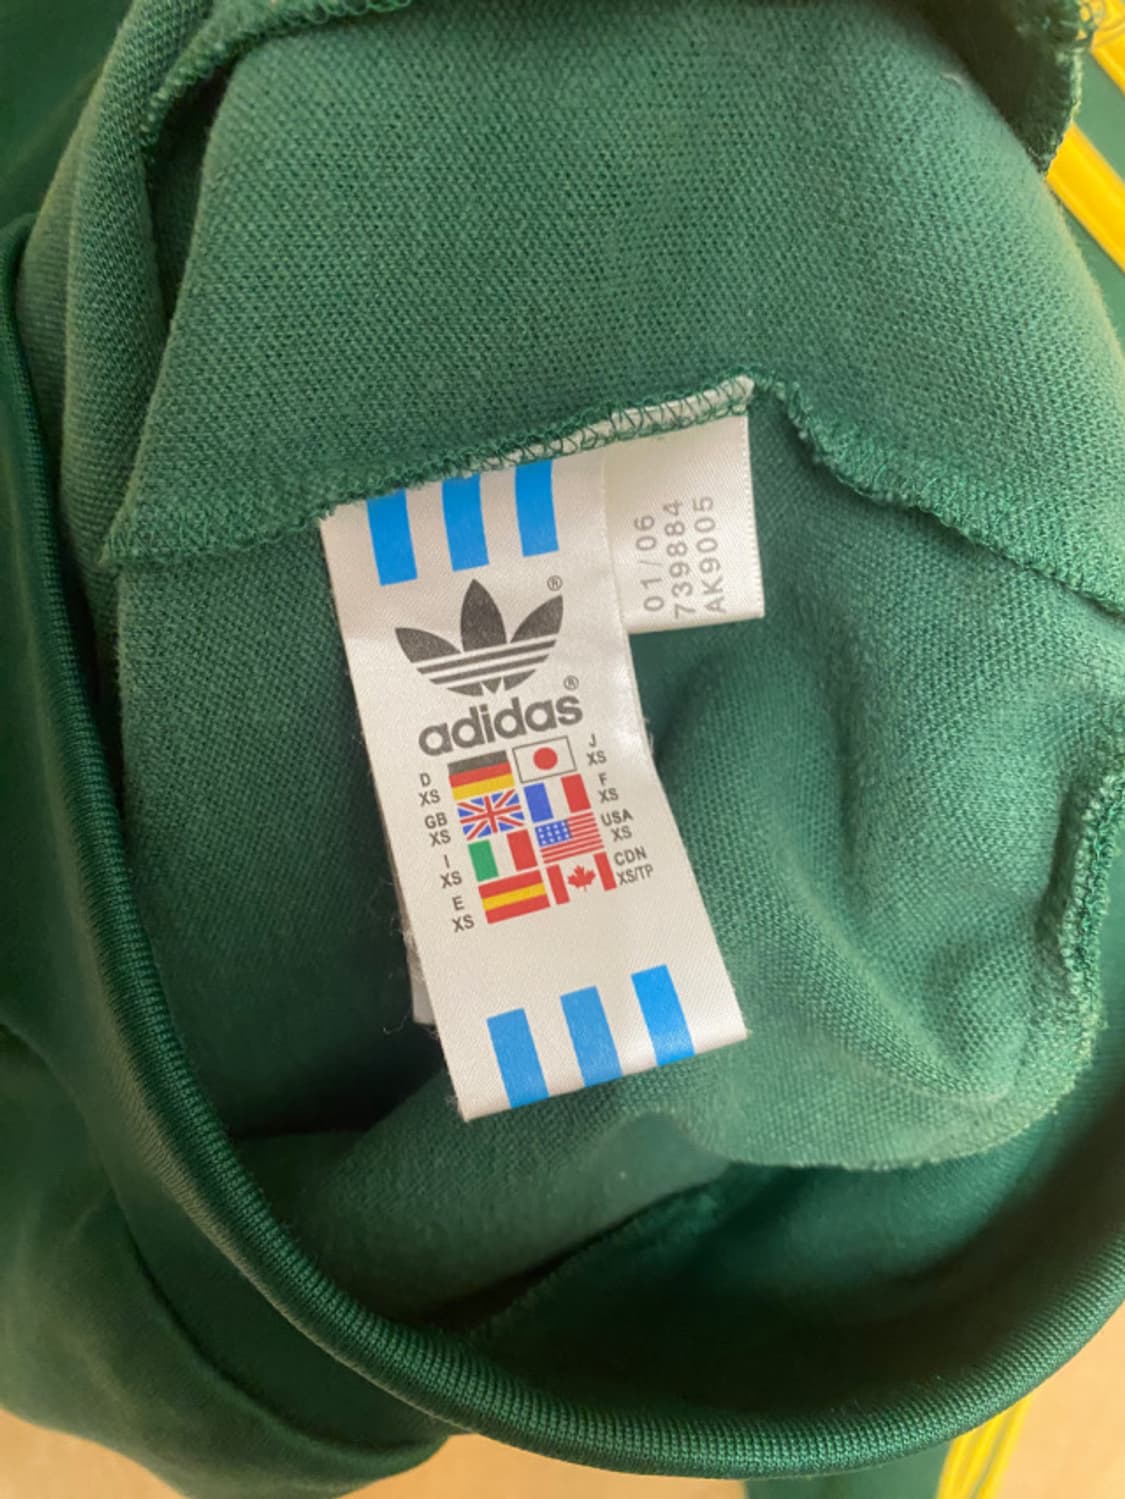 01/06
739884
AK9005
®
adidas®
D
XS
J
XS
GB
XS
F
XS
I
XS
USA
XS
E
XS
CDN
XS/TP